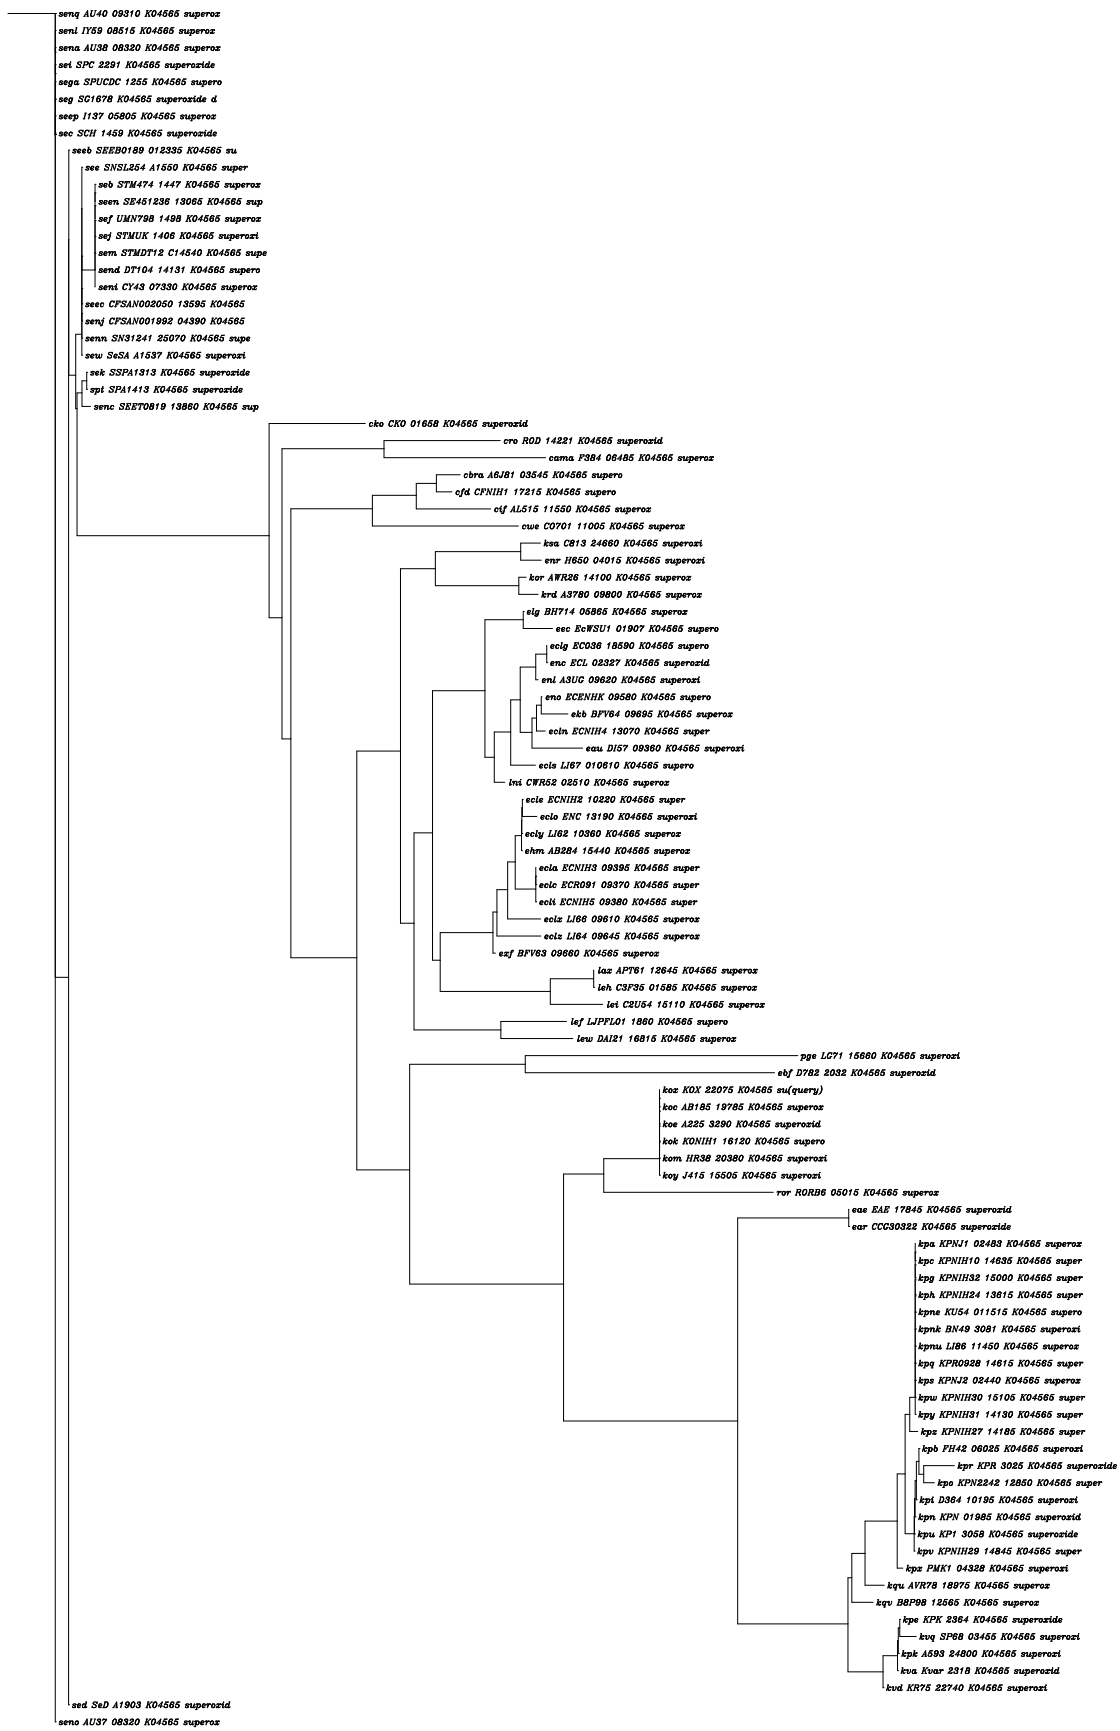 senq AU40 09310 K04565 superox
senl IY59 08515 K04565 superox
sena AU38 08320 K04565 superox
sei SPC 2291 K04565 superoxide
sega SPUCDC 1255 K04565 supero
seg SG1678 K04565 superoxide d
seep I137 05805 K04565 superox
sec SCH 1459 K04565 superoxide
seeb SEEB0189 012335 K04565 su
see SNSL254 A1550 K04565 super
seb STM474 1447 K04565 superox
seen SE451236 13065 K04565 sup
sef UMN798 1498 K04565 superox
sej STMUK 1406 K04565 superoxi
sem STMDT12 C14540 K04565 supe
send DT104 14131 K04565 supero
seni CY43 07330 K04565 superox
seec CFSAN002050 13595 K04565
senj CFSAN001992 04390 K04565
senn SN31241 25070 K04565 supe
sew SeSA A1537 K04565 superoxi
sek SSPA1313 K04565 superoxide
spt SPA1413 K04565 superoxide
senc SEET0819 13860 K04565 sup
cko CKO 01658 K04565 superoxid
cro ROD 14221 K04565 superoxid
cama F384 06485 K04565 superox
cbra A6J81 03545 K04565 supero
cfd CFNIH1 17215 K04565 supero
cif AL515 11550 K04565 superox
cwe CO701 11005 K04565 superox
ksa C813 24660 K04565 superoxi
enr H650 04015 K04565 superoxi
kor AWR26 14100 K04565 superox
krd A3780 09800 K04565 superox
elg BH714 05865 K04565 superox
eec EcWSU1 01907 K04565 supero
eclg EC036 18590 K04565 supero
enc ECL 02327 K04565 superoxid
enl A3UG 09620 K04565 superoxi
eno ECENHK 09580 K04565 supero
ekb BFV64 09695 K04565 superox
ecln ECNIH4 13070 K04565 super
eau DI57 09360 K04565 superoxi
ecls LI67 010610 K04565 supero
lni CWR52 02510 K04565 superox
ecle ECNIH2 10220 K04565 super
eclo ENC 13190 K04565 superoxi
ecly LI62 10360 K04565 superox
ehm AB284 15440 K04565 superox
ecla ECNIH3 09395 K04565 super
eclc ECR091 09370 K04565 super
ecli ECNIH5 09380 K04565 super
eclx LI66 09610 K04565 superox
eclz LI64 09645 K04565 superox
exf BFV63 09660 K04565 superox
lax APT61 12645 K04565 superox
leh C3F35 01585 K04565 superox
lei C2U54 15110 K04565 superox
lef LJPFL01 1860 K04565 supero
lew DAI21 16815 K04565 superox
pge LG71 15660 K04565 superoxi
ebf D782 2032 K04565 superoxid
kox KOX 22075 K04565 su(query)
koc AB185 19785 K04565 superox
koe A225 3290 K04565 superoxid
kok KONIH1 16120 K04565 supero
kom HR38 20380 K04565 superoxi
koy J415 15505 K04565 superoxi
ror RORB6 05015 K04565 superox
eae EAE 17845 K04565 superoxid
ear CCG30322 K04565 superoxide
kpa KPNJ1 02483 K04565 superox
kpc KPNIH10 14635 K04565 super
kpg KPNIH32 15000 K04565 super
kph KPNIH24 13615 K04565 super
kpne KU54 011515 K04565 supero
kpnk BN49 3081 K04565 superoxi
kpnu LI86 11450 K04565 superox
kpq KPR0928 14615 K04565 super
kps KPNJ2 02440 K04565 superox
kpw KPNIH30 15105 K04565 super
kpy KPNIH31 14130 K04565 super
kpz KPNIH27 14185 K04565 super
kpb FH42 06025 K04565 superoxi
kpr KPR 3025 K04565 superoxide
kpo KPN2242 12850 K04565 super
kpi D364 10195 K04565 superoxi
kpn KPN 01985 K04565 superoxid
kpu KP1 3058 K04565 superoxide
kpv KPNIH29 14845 K04565 super
kpx PMK1 04328 K04565 superoxi
kqu AVR78 18975 K04565 superox
kqv B8P98 12565 K04565 superox
kpe KPK 2364 K04565 superoxide
kvq SP68 03455 K04565 superoxi
kpk A593 24800 K04565 superoxi
kva Kvar 2318 K04565 superoxid
kvd KR75 22740 K04565 superoxi
sed SeD A1903 K04565 superoxid
seno AU37 08320 K04565 superox